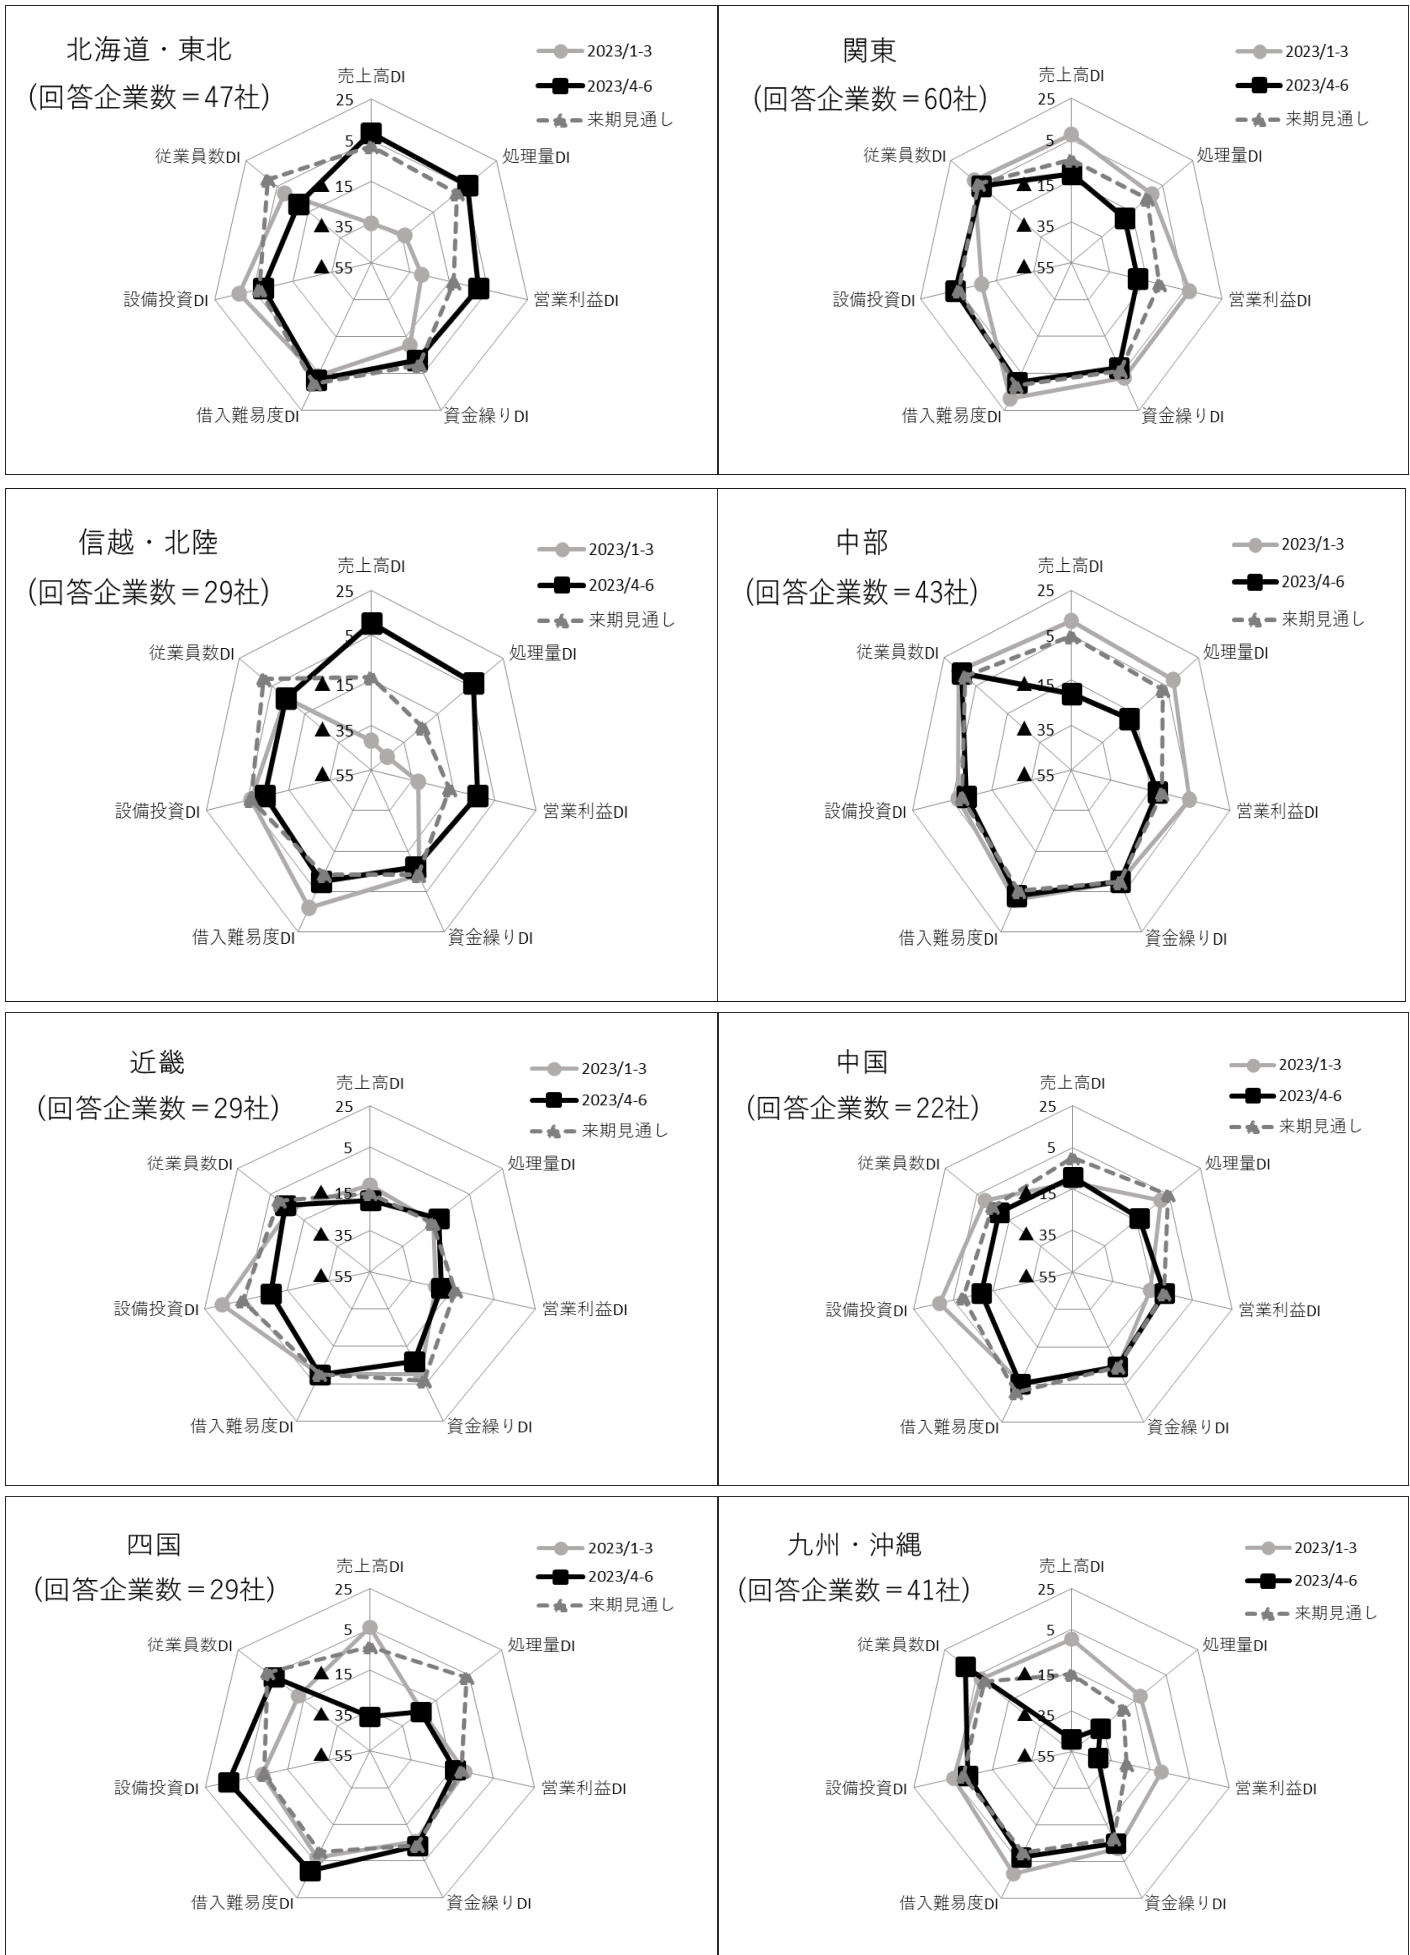 北海道・東北
(回答企業数＝47社)
2023/1-3
2023/4-6
来期見通し
売上高DI
処理量DI
営業利益DI
資金繰りDI
借入難易度DI
設備投資DI
従業員数DI
25
5
▲ 15
▲ 35
▲ 55
関東
(回答企業数＝60社)
2023/1-3
2023/4-6
来期見通し
売上高DI
処理量DI
営業利益DI
資金繰りDI
借入難易度DI
設備投資DI
従業員数DI
25
5
▲ 15
▲ 35
▲ 55
信越・北陸
(回答企業数＝29社)
2023/1-3
2023/4-6
来期見通し
売上高DI
処理量DI
営業利益DI
資金繰りDI
借入難易度DI
設備投資DI
従業員数DI
25
5
▲ 15
▲ 35
▲ 55
中部
(回答企業数＝43社)
2023/1-3
2023/4-6
来期見通し
売上高DI
処理量DI
営業利益DI
資金繰りDI
借入難易度DI
設備投資DI
従業員数DI
25
5
▲ 15
▲ 35
▲ 55
近畿
(回答企業数＝29社)
2023/1-3
2023/4-6
来期見通し
売上高DI
処理量DI
営業利益DI
資金繰りDI
借入難易度DI
設備投資DI
従業員数DI
25
5
▲ 15
▲ 35
▲ 55
中国
(回答企業数＝22社)
2023/1-3
2023/4-6
来期見通し
売上高DI
処理量DI
営業利益DI
資金繰りDI
借入難易度DI
設備投資DI
従業員数DI
25
5
▲ 15
▲ 35
▲ 55
四国
(回答企業数＝29社)
2023/1-3
2023/4-6
来期見通し
売上高DI
処理量DI
営業利益DI
資金繰りDI
借入難易度DI
設備投資DI
従業員数DI
25
5
▲ 15
▲ 35
▲ 55
九州・沖縄
(回答企業数＝41社)
2023/1-3
2023/4-6
来期見通し
売上高DI
処理量DI
営業利益DI
資金繰りDI
借入難易度DI
設備投資DI
従業員数DI
25
5
▲ 15
▲ 35
▲ 55